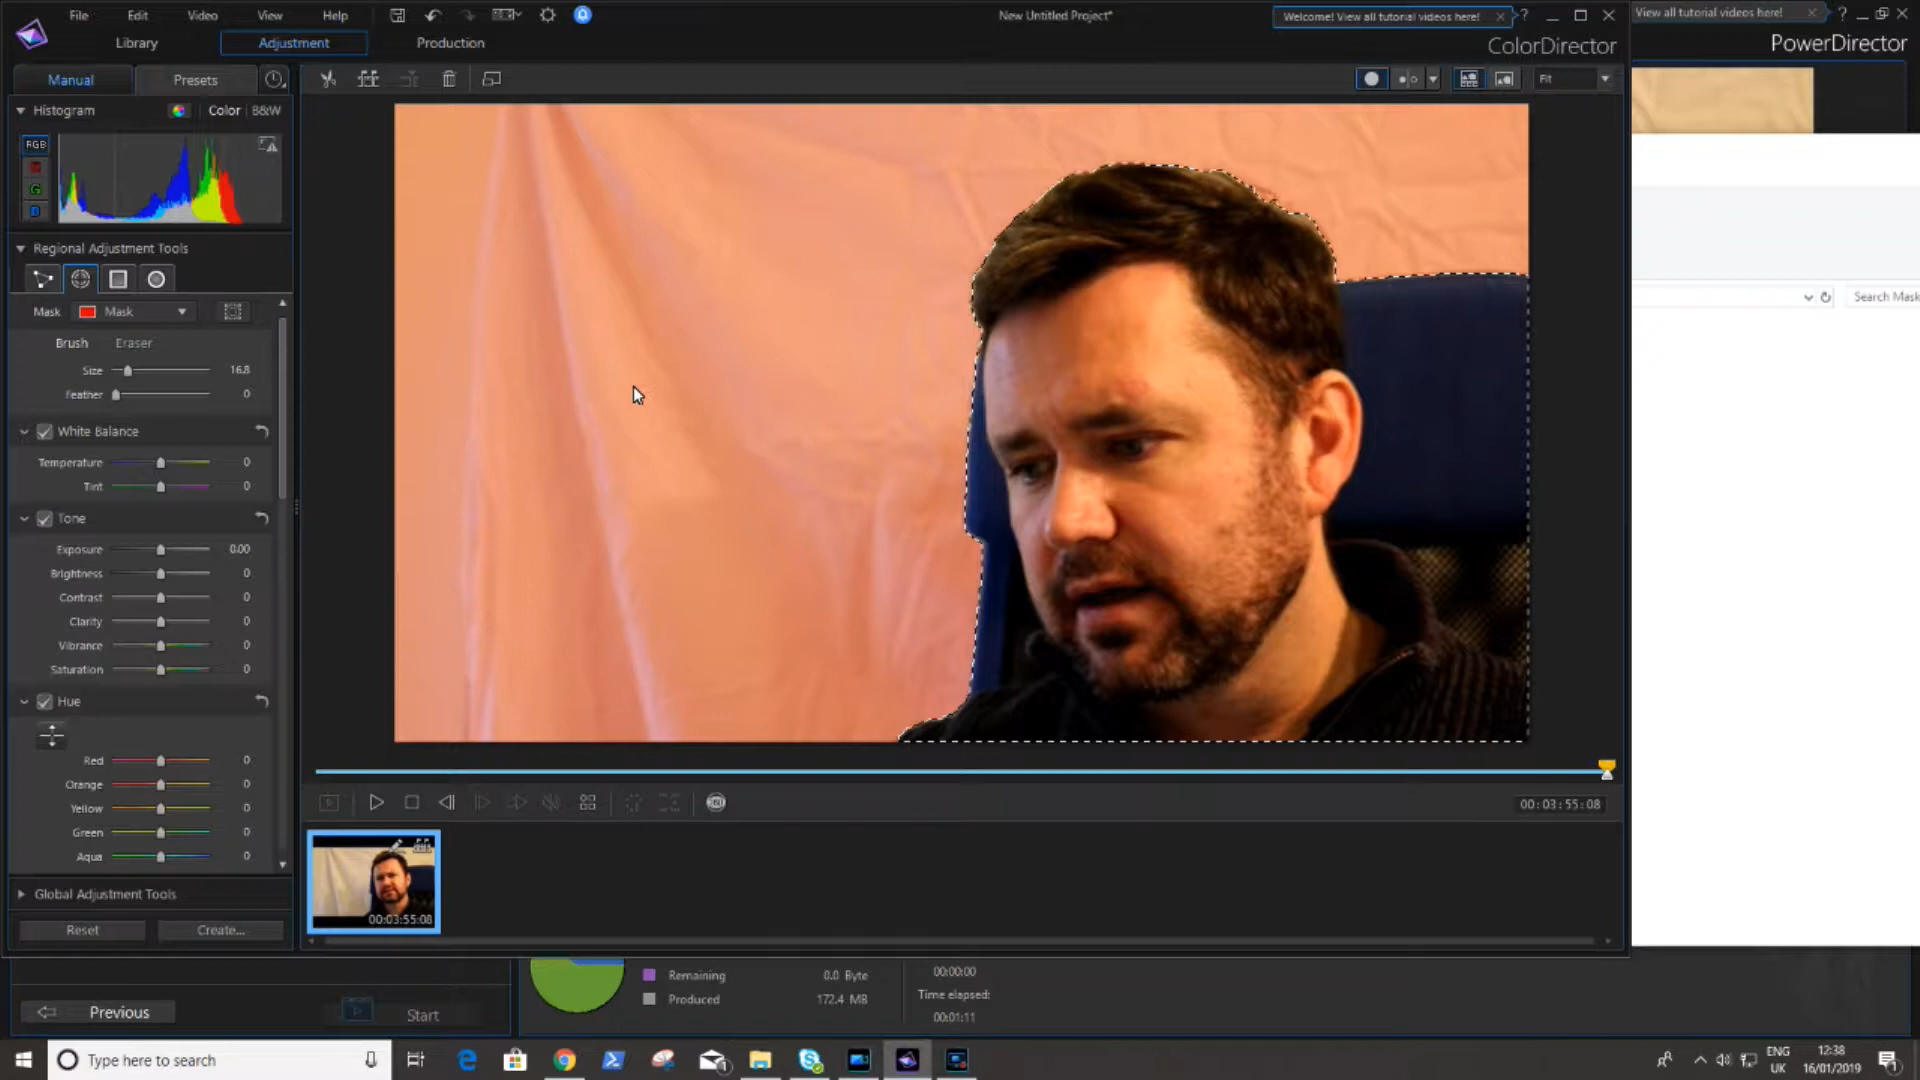 File Edit Video View Help
New Untitled Project*
Welcome! View all tutorial videos here!
View all tutorial videos here!
Library Adjustment Production
ColorDirector
PowerDirector
Manual Presets
Fit
Histogram Color B&W
RGB
G
Regional Adjustment Tools
Mask Mask
Search Mask
Brush Eraser
Size 16.8
Feather 0
White Balance
Temperature 0
Tint 0
Tone
Exposure 0.00
Brightness 0
Contrast 0
Clarity 0
Vibrance 0
Saturation 0
Hue
Red 0
Orange 0
Yellow 0
Green 0
Aqua 0
00:03:55:08
Global Adjustment Tools
00:03:55:08
Reset Create...
Remaining 0.0 Byte
00:00:00
Produced 172.4 MB
Time elapsed:
00:01:11
Previous Start
Type here to search
ENG
UK
12:38
16/01/2019